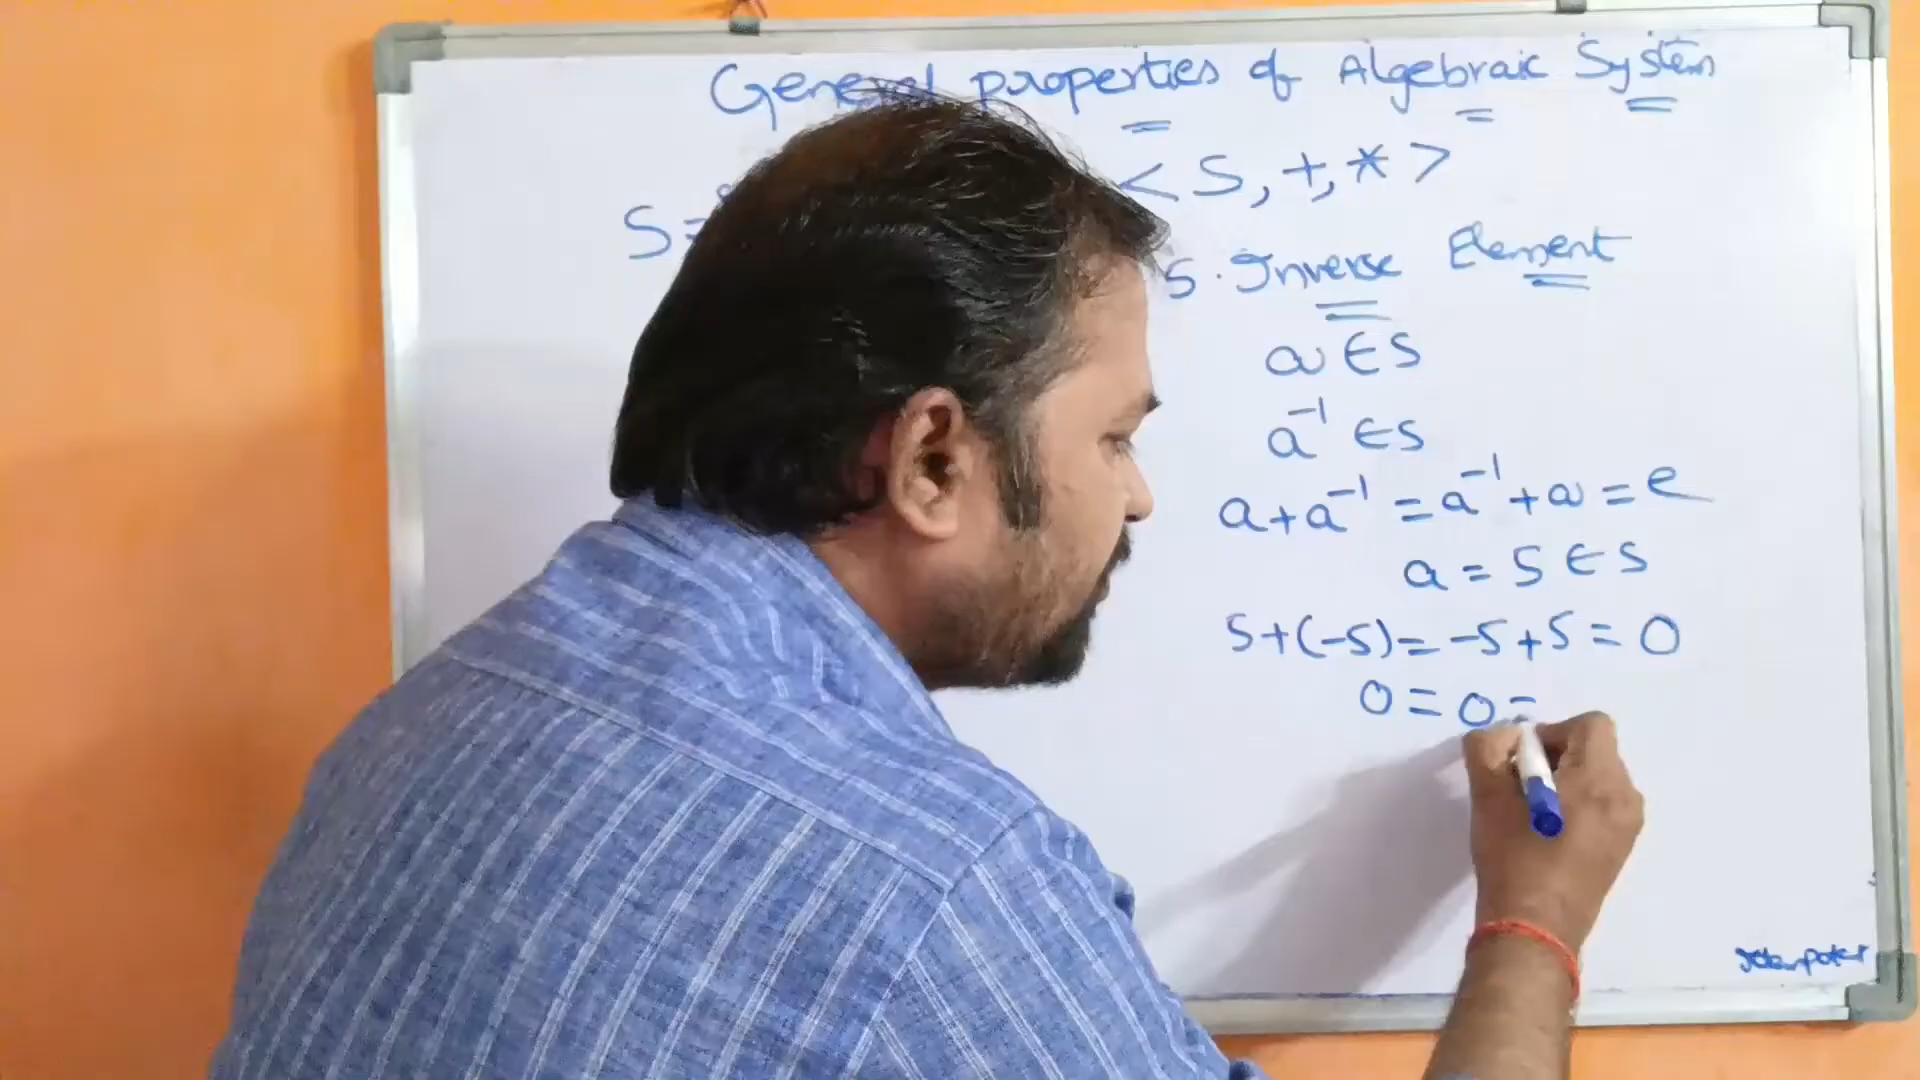 General properties of Algebraic System
< S, +, * >
S =
5. Inverse Element
a ∈ S
a⁻¹ ∈ S
a + a⁻¹ = a⁻¹ + a = e
a = 5 ∈ S
5 + (-5) = -5 + 5 = 0
0 = 0 =